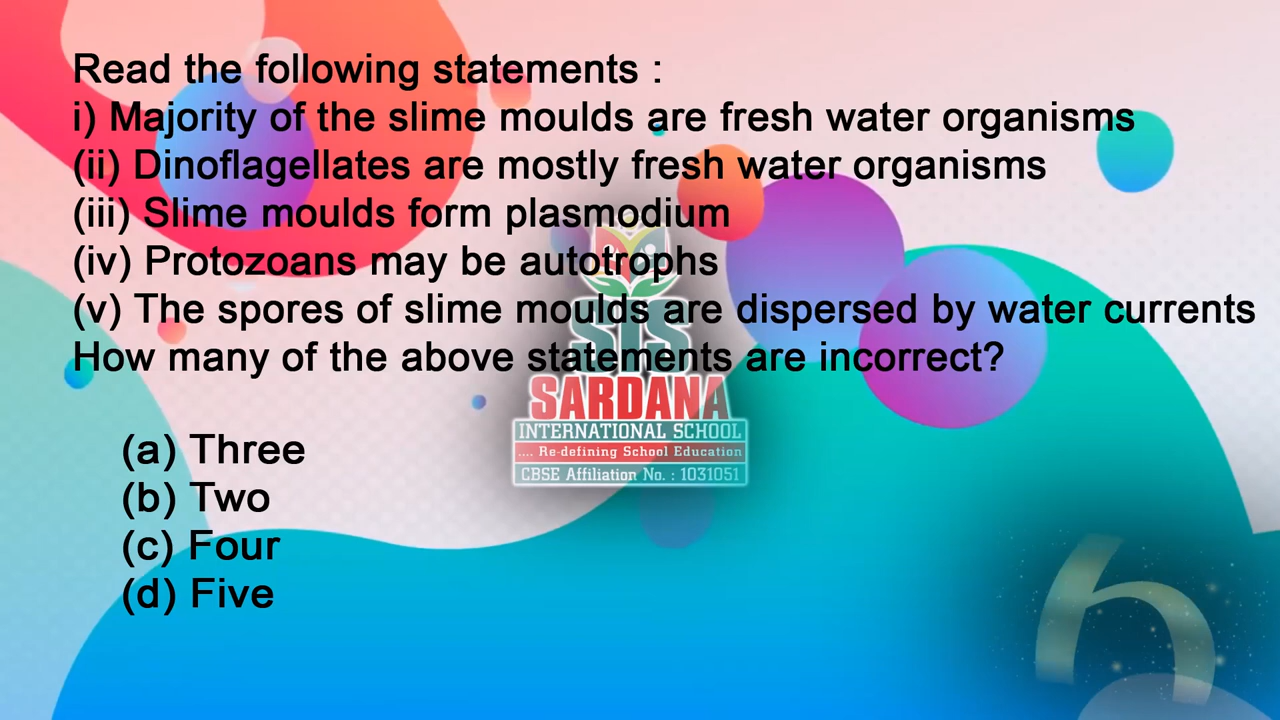 Read the following statements :
i) Majority of the slime moulds are fresh water organisms
(ii) Dinoflagellates are mostly fresh water organisms
(iii) Slime moulds form plasmodium
(iv) Protozoans may be autotrophs
(v) The spores of slime moulds are dispersed by water currents
How many of the above statements are incorrect?
SIS
SARDANA
INTERNATIONAL SCHOOL
.... Re-defining School Education
CBSE Affiliation No. : 1031051
(a) Three
(b) Two
(c) Four
(d) Five